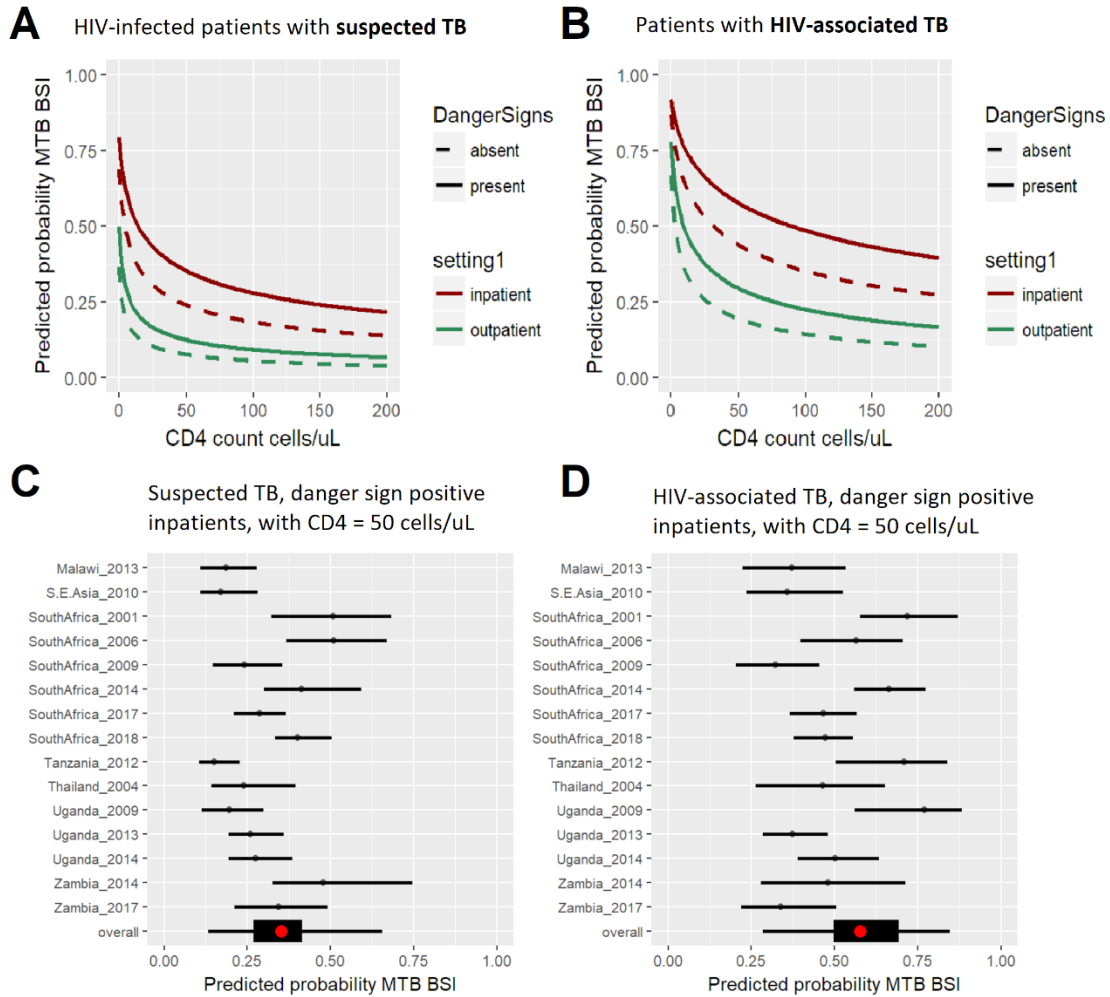 A
HIV-infected patients with suspected TB
1.00
0.75
0.50
0.25
0.00
Predicted probability MTB BSI
0
50
100
150
200
CD4 count cells/uL
DangerSigns
absent
present
setting1
inpatient
outpatient
B
Patients with HIV-associated TB
1.00
0.75
0.50
0.25
0.00
Predicted probability MTB BSI
0
50
100
150
200
CD4 count cells/uL
DangerSigns
absent
present
setting1
inpatient
outpatient
C
Suspected TB, danger sign positive
inpatients, with CD4 = 50 cells/uL
Malawi_2013
S.E.Asia_2010
SouthAfrica_2001
SouthAfrica_2006
SouthAfrica_2009
SouthAfrica_2014
SouthAfrica_2017
SouthAfrica_2018
Tanzania_2012
Thailand_2004
Uganda_2009
Uganda_2013
Uganda_2014
Zambia_2014
Zambia_2017
overall
0.00
0.25
0.50
0.75
1.00
Predicted probability MTB BSI
D
HIV-associated TB, danger sign positive
inpatients, with CD4 = 50 cells/uL
Malawi_2013
S.E.Asia_2010
SouthAfrica_2001
SouthAfrica_2006
SouthAfrica_2009
SouthAfrica_2014
SouthAfrica_2017
SouthAfrica_2018
Tanzania_2012
Thailand_2004
Uganda_2009
Uganda_2013
Uganda_2014
Zambia_2014
Zambia_2017
overall
0.00
0.25
0.50
0.75
1.00
Predicted probability MTB BSI